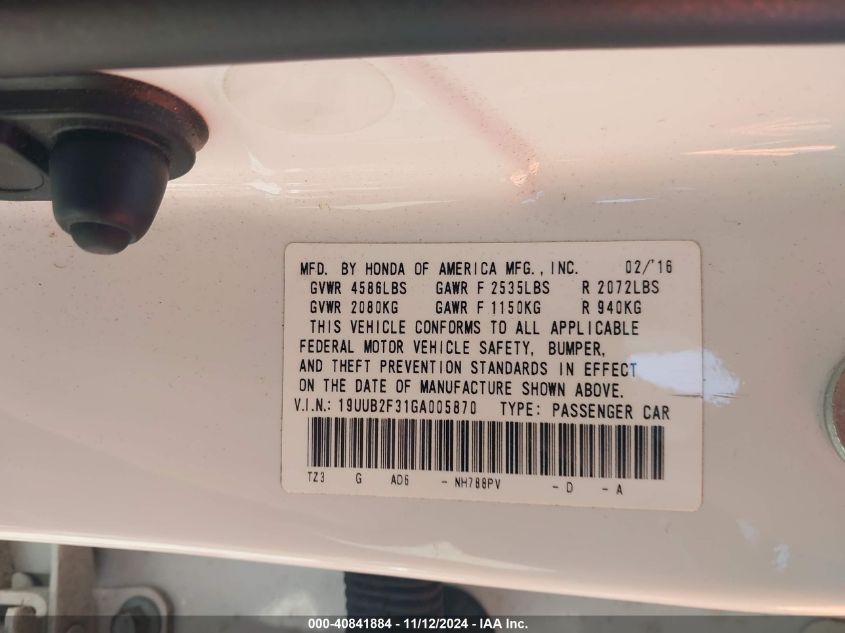 MFD. BY HONDA OF AMERICA MFG., INC. 02/'16
GVWR 4586LBS GAWR F 2535LBS R 2072LBS
GVWR 2080KG GAWR F 1150KG R 940KG
THIS VEHICLE CONFORMS TO ALL APPLICABLE
FEDERAL MOTOR VEHICLE SAFETY, BUMPER,
AND THEFT PREVENTION STANDARDS IN EFFECT
ON THE DATE OF MANUFACTURE SHOWN ABOVE.
V.I.N.: 19UUB2F31GA005870 TYPE: PASSENGER CAR
TZ3 G AD6 - NH788PV - D - A
000-40841884 - 11/12/2024 - IAA Inc.